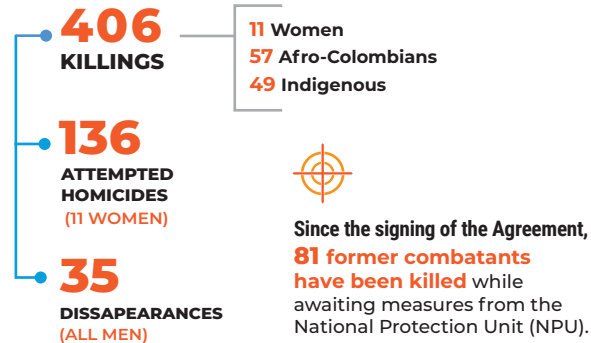 406
KILLINGS
11 Women
57 Afro-Colombians
49 Indigenous
136
ATTEMPTED
HOMICIDES
(11 WOMEN)
35
DISSAPEARANCES
(ALL MEN)
Since the signing of the Agreement,
81 former combatants
have been killed while
awaiting measures from the
National Protection Unit (NPU).